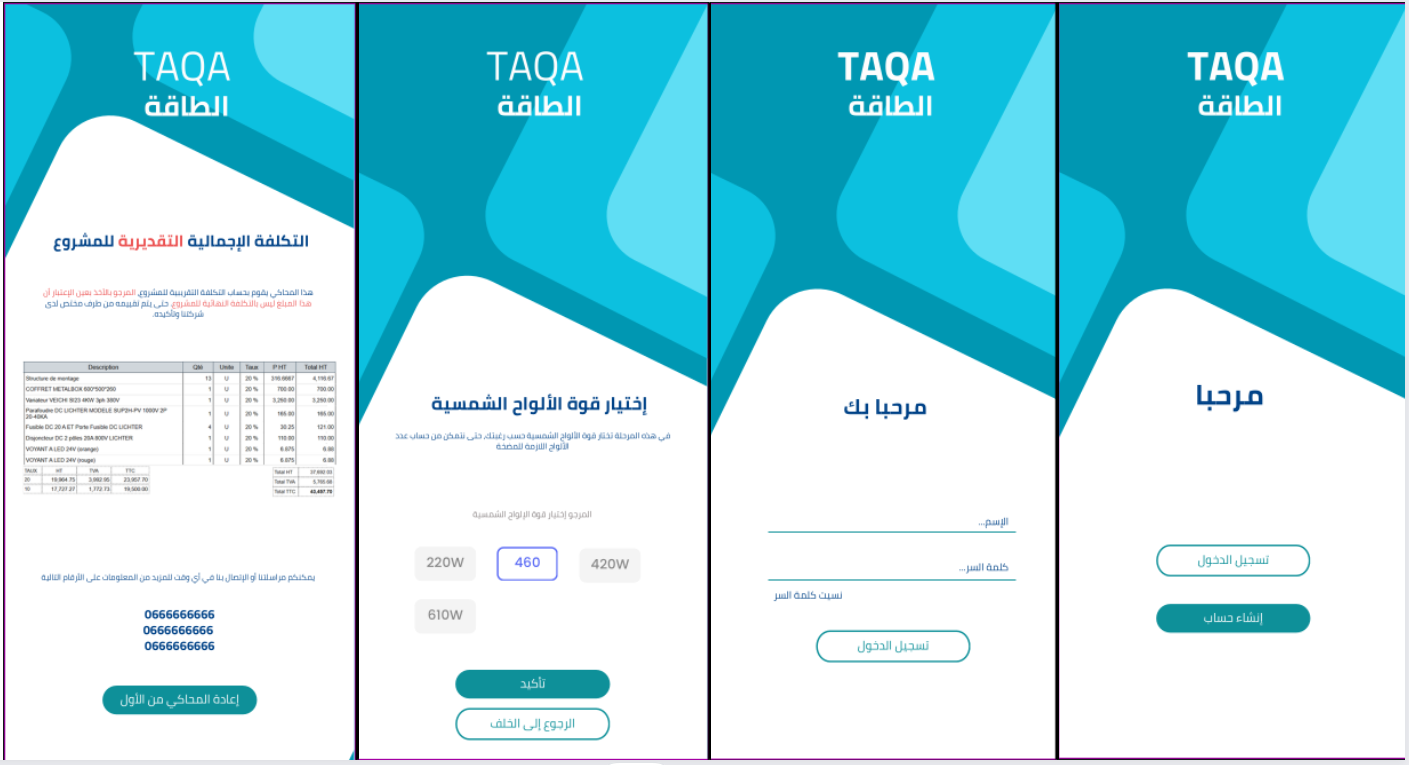 TAQA
الطاقة
التكلفة الإجمالية التقديرية للمشروع
هذا المحاكي يقوم بحساب التكلفة التقريبية للمشروع, المرجو بالأخذ بعين الإعتبار أن
هذا المبلغ ليس بالتكلفة النهائية للمشروع, حتى يتم تقييمه من طرف مختص لدى
شركتنا وتأكيده.
Description Qté Unite Taux P HT Total HT
Structure de montage 13 U 20 % 316.6667 4,116.67
COFFRET METALBOX 600*500*260 1 U 20 % 700.00 700.00
Variateur VEICHI SI23 4KW 3ph 380V 1 U 20 % 3,250.00 3,250.00
Parafoudre DC LICHTER MODELE SUP2H-PV 1000V 2P
20-40KA 1 U 20 % 165.00 165.00
Fusible DC 20 A ET Porte Fusible DC LICHTER 4 U 20 % 30.25 121.00
Disjoncteur DC 2 pôles 20A 800V LICHTER 1 U 20 % 110.00 110.00
VOYANT A LED 24V (orange) 1 U 20 % 6.875 6.88
VOYANT A LED 24V (rouge) 1 U 20 % 6.875 6.88
HT TVA TTC
20 19,964.75 3,992.95 23,957.70
10 17,727.27 1,772.73 19,500.00
Total HT
Total TVA
Total TTC 43,457.70
يمكنكم مراسلتنا أو الإتصال بنا في أي وقت للمزيد من المعلومات على الأرقام التالية
0666666666
0666666666
0666666666
إعادة المحاكي من الأول
TAQA
الطاقة
إختيار قوة الألواح الشمسية
في هذه المرحلة تختار قوة الألواح الشمسية حسب رغبتك, حتى نتمكن من حساب عدد
الألواح اللازمة للمضخة
المرجو إختيار قوة الإلواح الشمسية
220W 460 420W
610W
تأكيد
الرجوع إلى الخلف
TAQA
الطاقة
مرحبا بك
الإسم...
كلمة السر...
نسيت كلمة السر
تسجيل الدخول
TAQA
الطاقة
مرحبا
تسجيل الدخول
إنشاء حساب